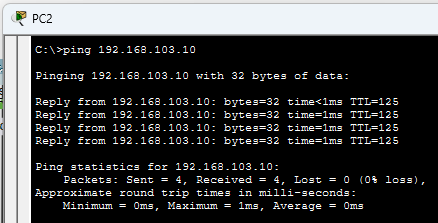 PC2
C:\>ping 192.168.103.10
Pinging 192.168.103.10 with 32 bytes of data:
Reply from 192.168.103.10: bytes=32 time<1ms TTL=125
Reply from 192.168.103.10: bytes=32 time=1ms TTL=125
Reply from 192.168.103.10: bytes=32 time=1ms TTL=125
Reply from 192.168.103.10: bytes=32 time=1ms TTL=125
Ping statistics for 192.168.103.10:
Packets: Sent = 4, Received = 4, Lost = 0 (0% loss),
Approximate round trip times in milli-seconds:
Minimum = 0ms, Maximum = 1ms, Average = 0ms